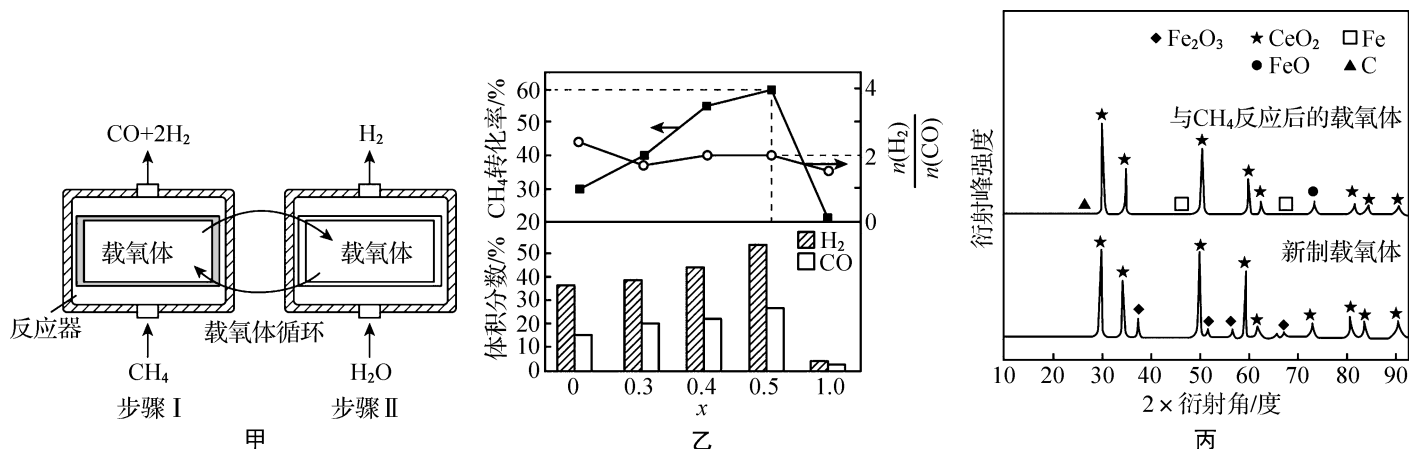 CO+2H₂
H₂
载氧体
载氧体
反应器
载氧体循环
CH₄
H₂O
步骤Ⅰ
步骤Ⅱ
甲
CH₄转化率/%
60
50
40
30
20
4
2
0
n(H₂)
n(CO)
体积分数/%
50
40
30
20
10
0
H₂
CO
0
0.3
0.4
0.5
1.0
x
乙
Fe₂O₃
CeO₂
Fe
FeO
C
与CH₄反应后的载氧体
衍射峰强度
新制载氧体
10
20
30
40
50
60
70
80
90
2×衍射角/度
丙